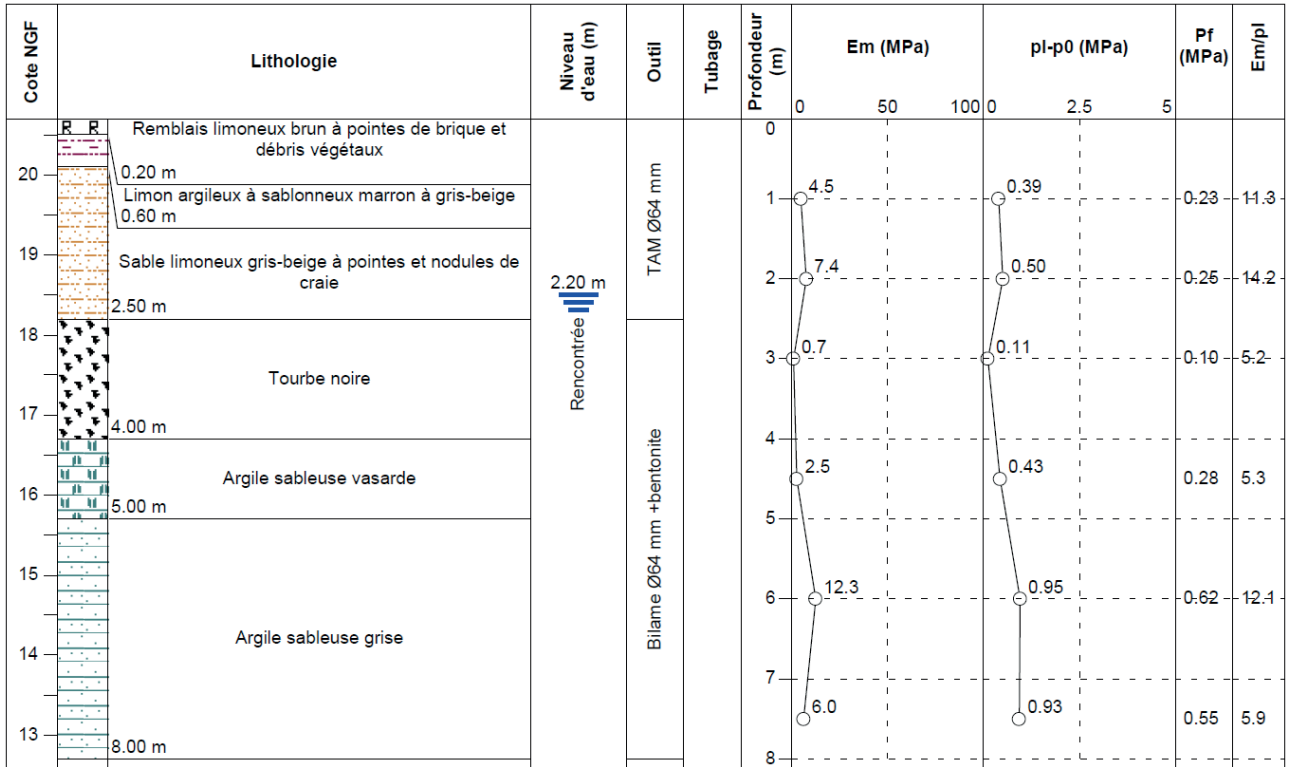 Cote NGF
Lithologie
Niveau
d'eau (m)
Outil
Tubage
Profondeur
(m)
Em (MPa)
0 50 100
pl-p0 (MPa)
0 2.5 5
Pf
(MPa)
Em/pl
R R
Remblais limoneux brun à pointes de brique et
débris végétaux
0.20 m
Limon argileux à sablonneux marron à gris-beige
0.60 m
Sable limoneux gris-beige à pointes et nodules de
craie
2.50 m
Tourbe noire
4.00 m
Argile sableuse vasarde
5.00 m
Argile sableuse grise
8.00 m
20
19
18
17
16
15
14
13
2.20 m
Rencontrée
TAM Ø64 mm
Bilame Ø64 mm +bentonite
0
1 4.5 0.39 0.23 11.3
2 7.4 0.50 0.25 14.2
3 0.7 0.11 0.10 5.2
4
2.5 0.43 0.28 5.3
5
6 12.3 0.95 0.62 12.1
7
6.0 0.93 0.55 5.9
8